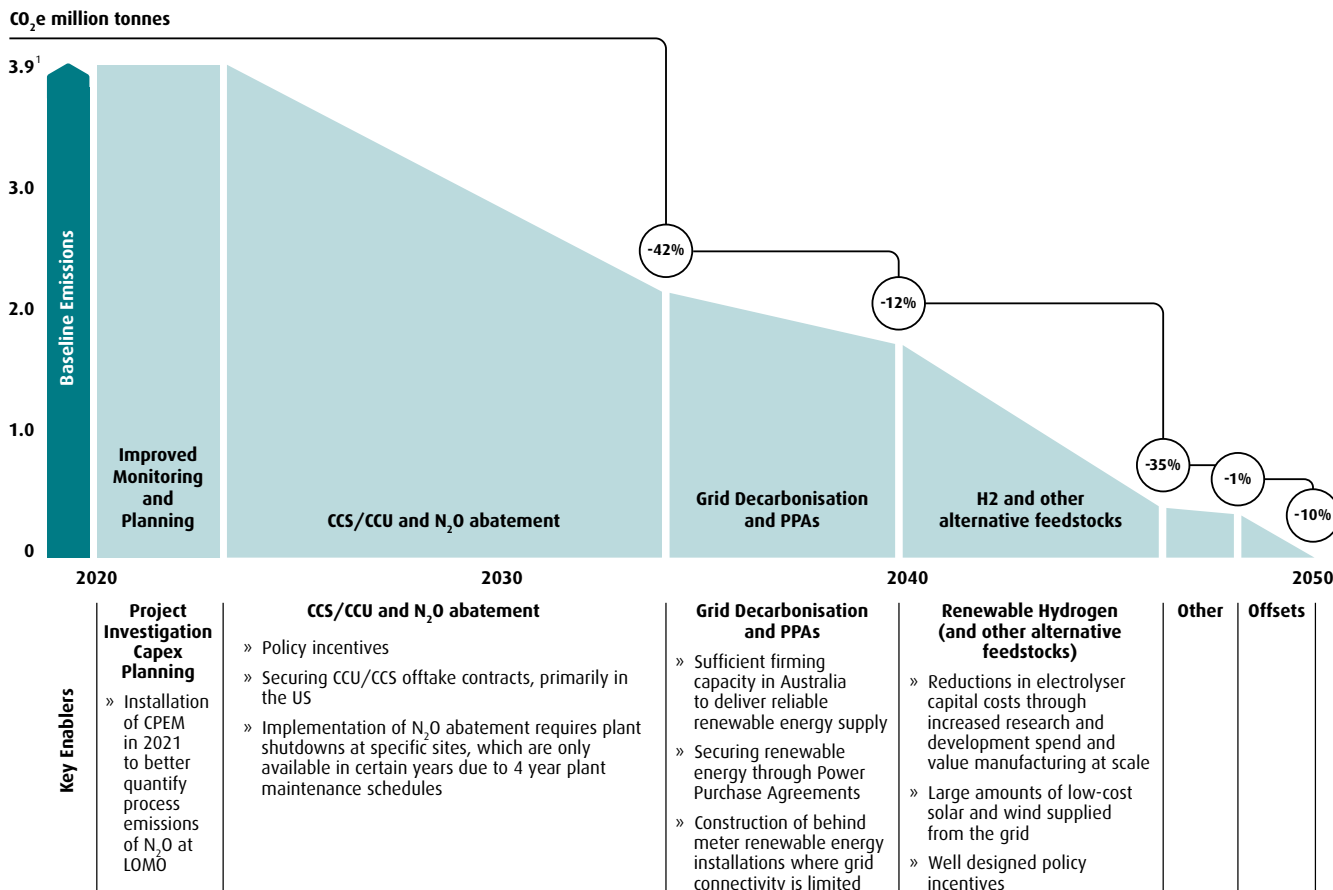 CO₂e million tonnes
3.9¹
3.0
2.0
1.0
0
Baseline Emissions
Improved
Monitoring
and
Planning
CCS/CCU and N₂O abatement
Grid Decarbonisation
and PPAs
H2 and other
alternative feedstocks
-42%
-12%
-35%
-1%
-10%
2020
2030
2040
2050
Key Enablers
Project
Investigation
Capex
Planning
» Installation
of CPEM
in 2021
to better
quantify
process
emissions
of N₂O at
LOMO
CCS/CCU and N₂O abatement
» Policy incentives
» Securing CCU/CCS offtake contracts, primarily in
the US
» Implementation of N₂O abatement requires plant
shutdowns at specific sites, which are only
available in certain years due to 4 year plant
maintenance schedules
Grid Decarbonisation
and PPAs
» Sufficient firming
capacity in Australia
to deliver reliable
renewable energy supply
» Securing renewable
energy through Power
Purchase Agreements
» Construction of behind
meter renewable energy
installations where grid
connectivity is limited
Renewable Hydrogen
(and other alternative
feedstocks)
» Reductions in electrolyser
capital costs through
increased research and
development spend and
value manufacturing at scale
» Large amounts of low-cost
solar and wind supplied
from the grid
» Well designed policy
incentives
Other
Offsets